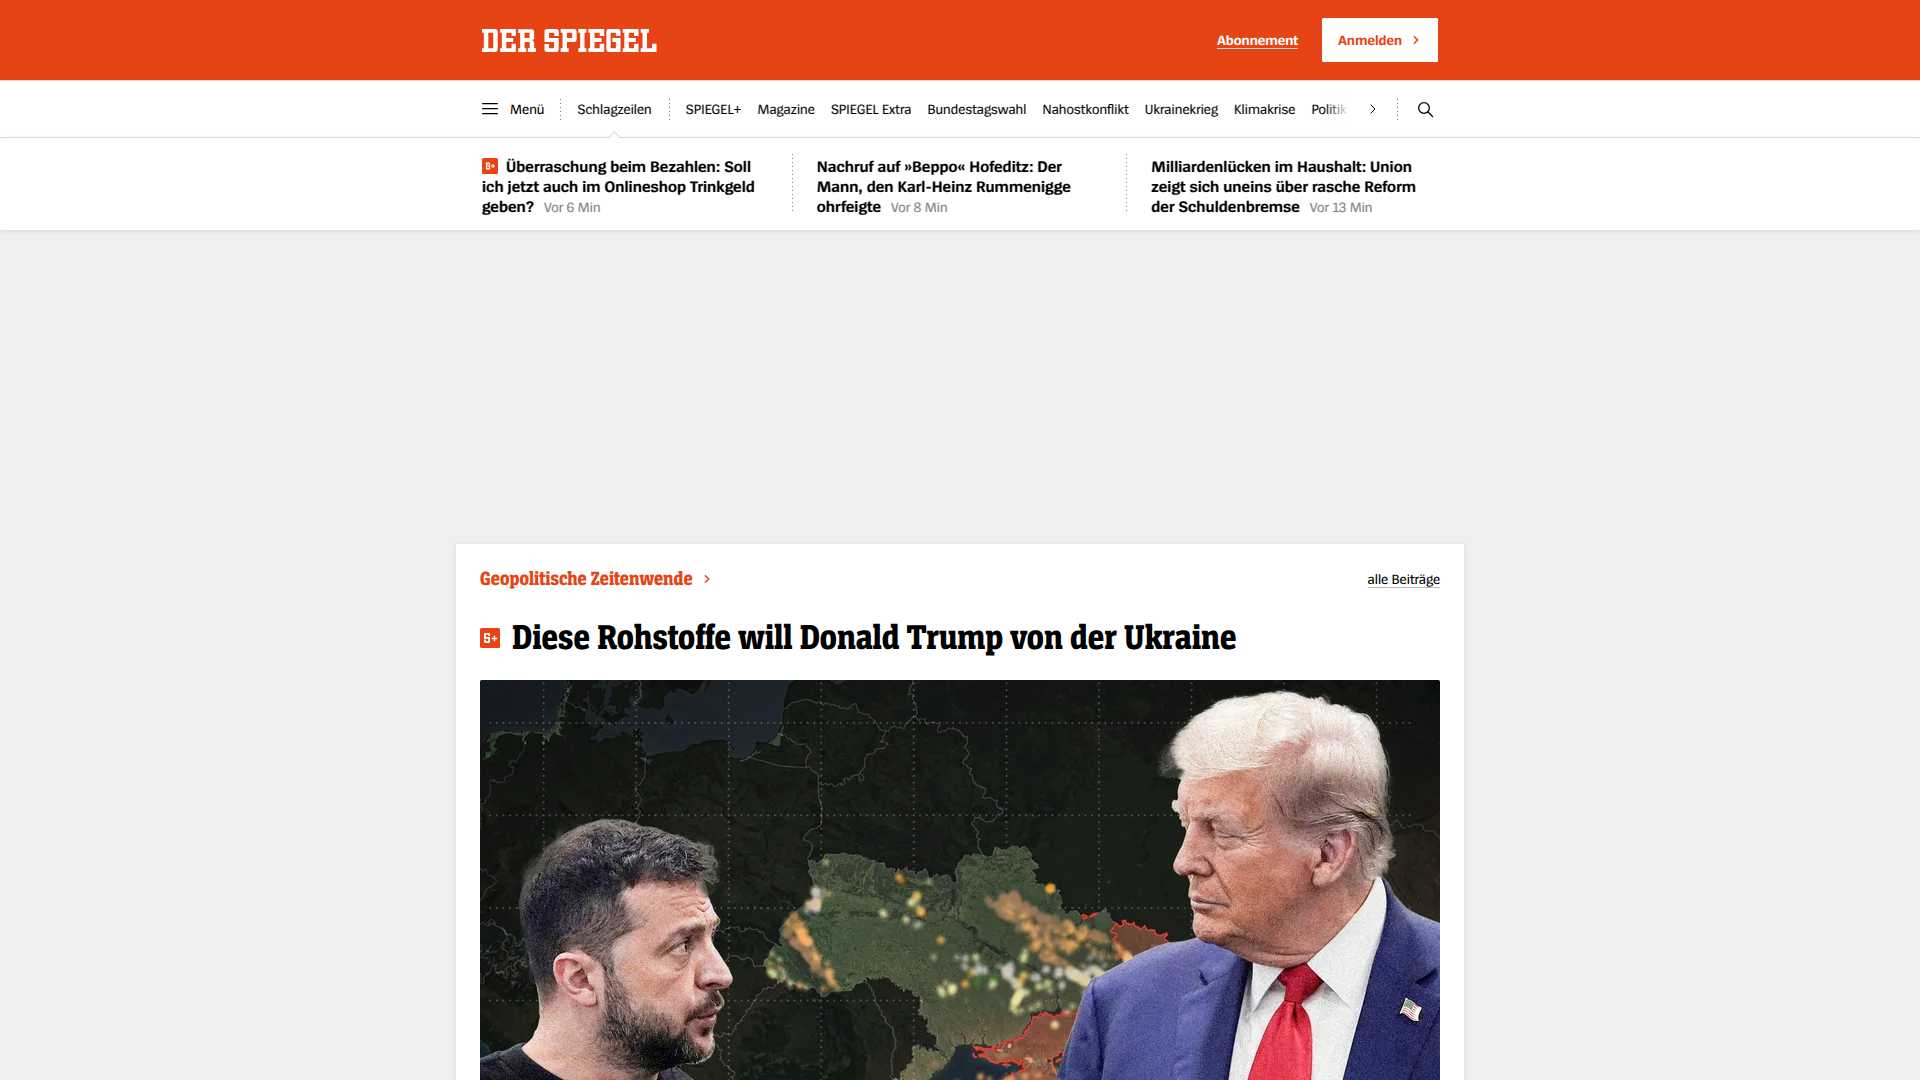 DER SPIEGEL
Abonnement
Anmelden
Menü
Schlagzeilen
SPIEGEL+
Magazine
SPIEGEL Extra
Bundestagswahl
Nahostkonflikt
Ukrainekrieg
Klimakrise
Politik
Überraschung beim Bezahlen: Soll
ich jetzt auch im Onlineshop Trinkgeld
geben? Vor 6 Min
Nachruf auf »Beppo« Hofeditz: Der
Mann, den Karl-Heinz Rummenigge
ohrfeigte Vor 8 Min
Milliardenlücken im Haushalt: Union
zeigt sich uneins über rasche Reform
der Schuldenbremse Vor 13 Min
Geopolitische Zeitenwende
alle Beiträge
S+ Diese Rohstoffe will Donald Trump von der Ukraine